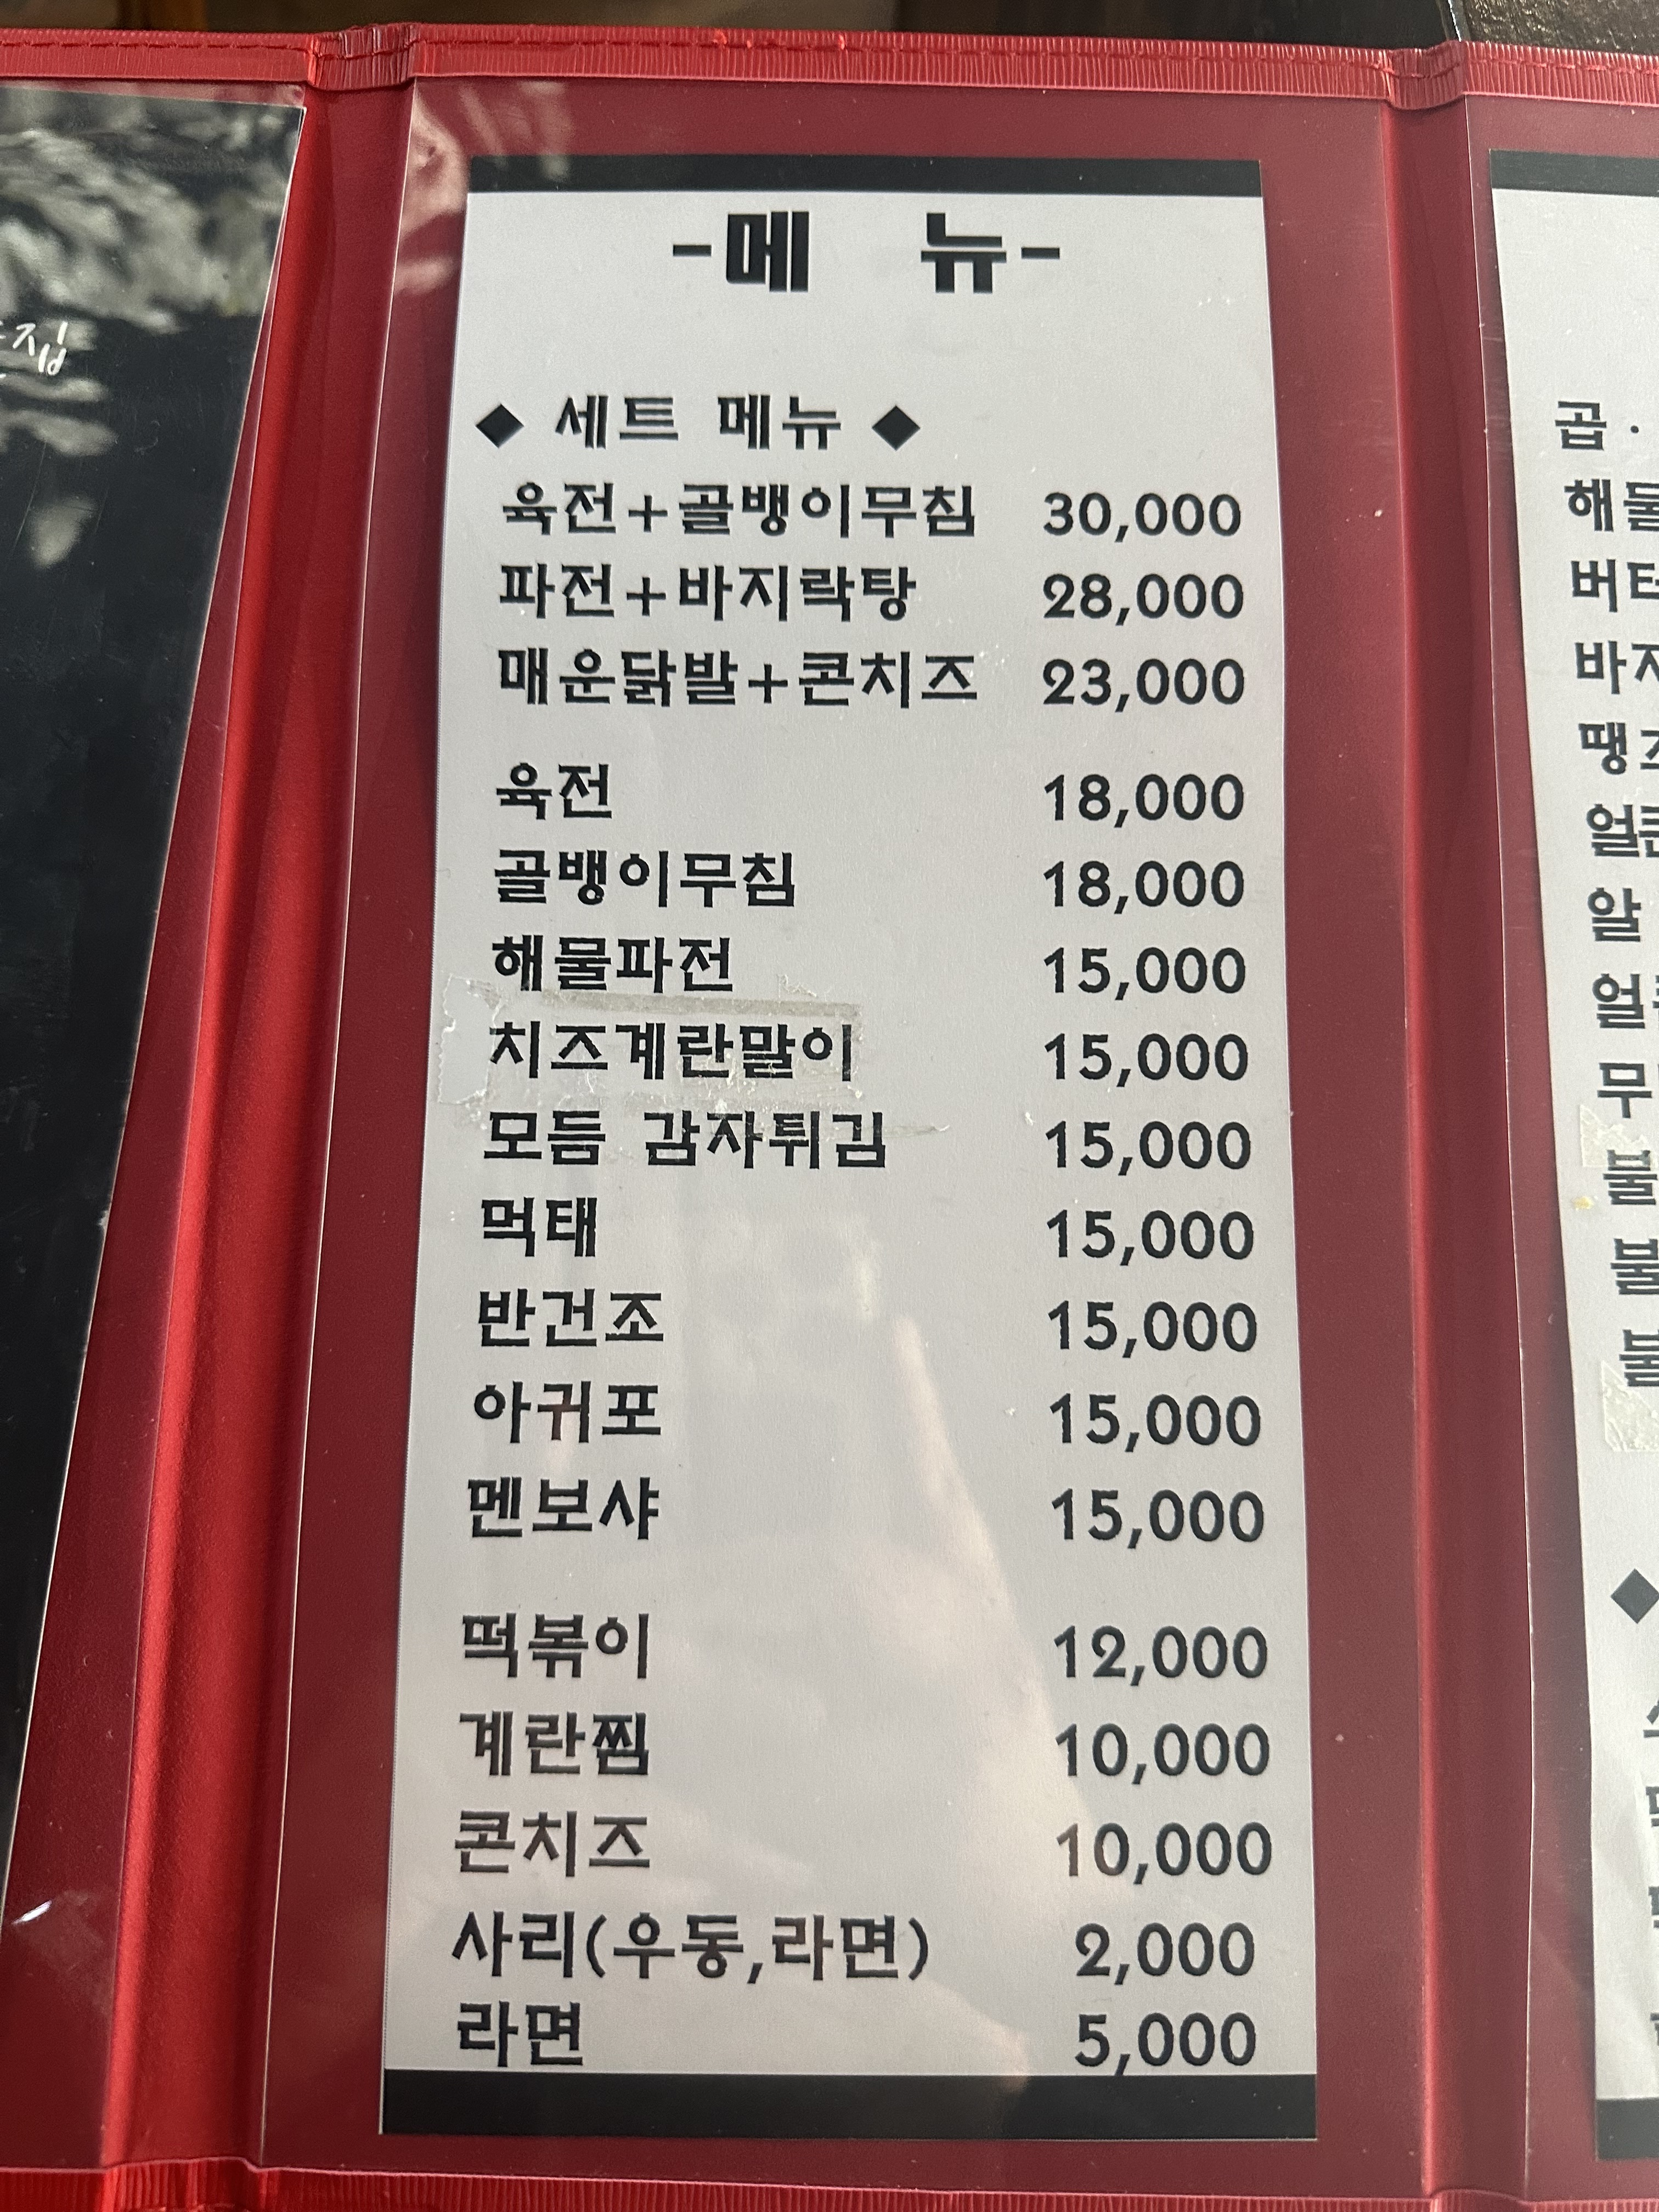 집
-메 뉴-
◆ 세트 메뉴 ◆
육전+골뱅이무침 30,000
파전+바지락탕 28,000
매운닭발+콘치즈 23,000
육전 18,000
골뱅이무침 18,000
해물파전 15,000
치즈계란말이 15,000
모듬 감자튀김 15,000
먹태 15,000
반건조 15,000
아귀포 15,000
멘보샤 15,000
떡볶이 12,000
계란찜 10,000
콘치즈 10,000
사리(우동,라면) 2,000
라면 5,000
곱·
해물
버터
바지
땡
얼큰
알
얼
무
불
불
불
◆